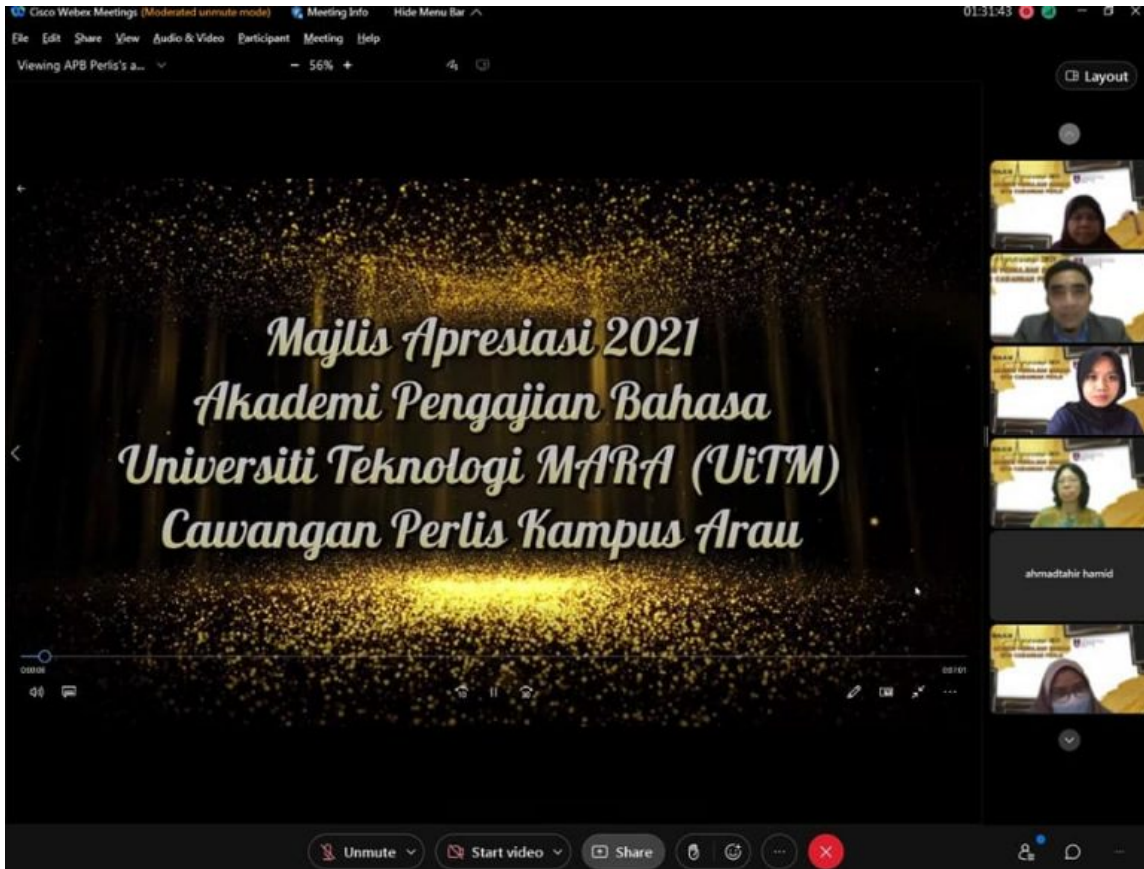 Cisco Webex Meetings (Moderated unmute mode) Meeting Info Hide Menu Bar
01:31:43
File Edit Share View Audio & Video Participant Meeting Help
Viewing APB Perlis's a...
56%
Layout
Majlis Apresiasi 2021
Akademi Pengajian Bahasa
Universiti Teknologi MARA (UiTM)
Cawangan Perlis Kampus Arau
ahmadtahir hamid
Unmute
Start video
Share